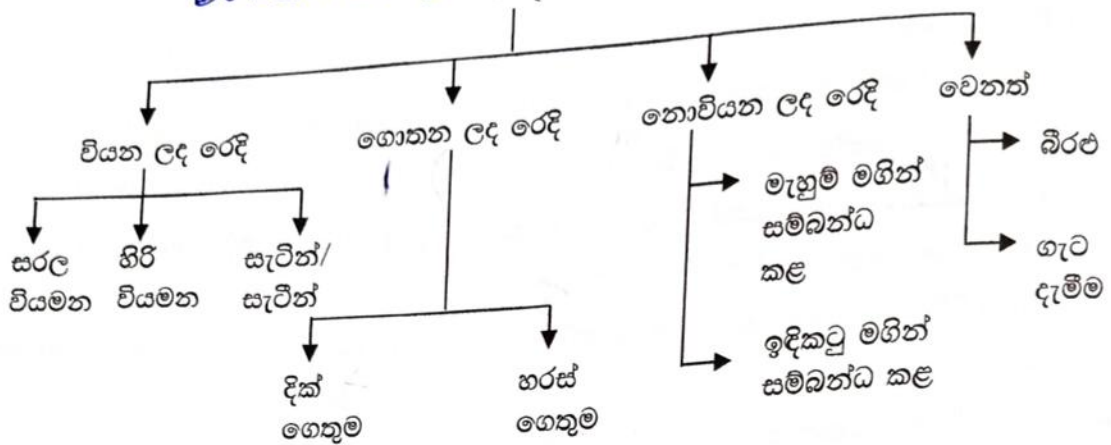 වියන ලද රෙදි
ගොතන ලද රෙදි
නොවියන ලද රෙදි
වෙනත්
සරල
වියමන
හිරි
වියමන
සැටින්/
සැටීන්
දික්
ගෙතුම
හරස්
ගෙතුම
මැහුම් මගින්
සම්බන්ධ
කළ
ඉඳිකටු මගින්
සම්බන්ධ කළ
බීරළු
ගැට
දැමීම